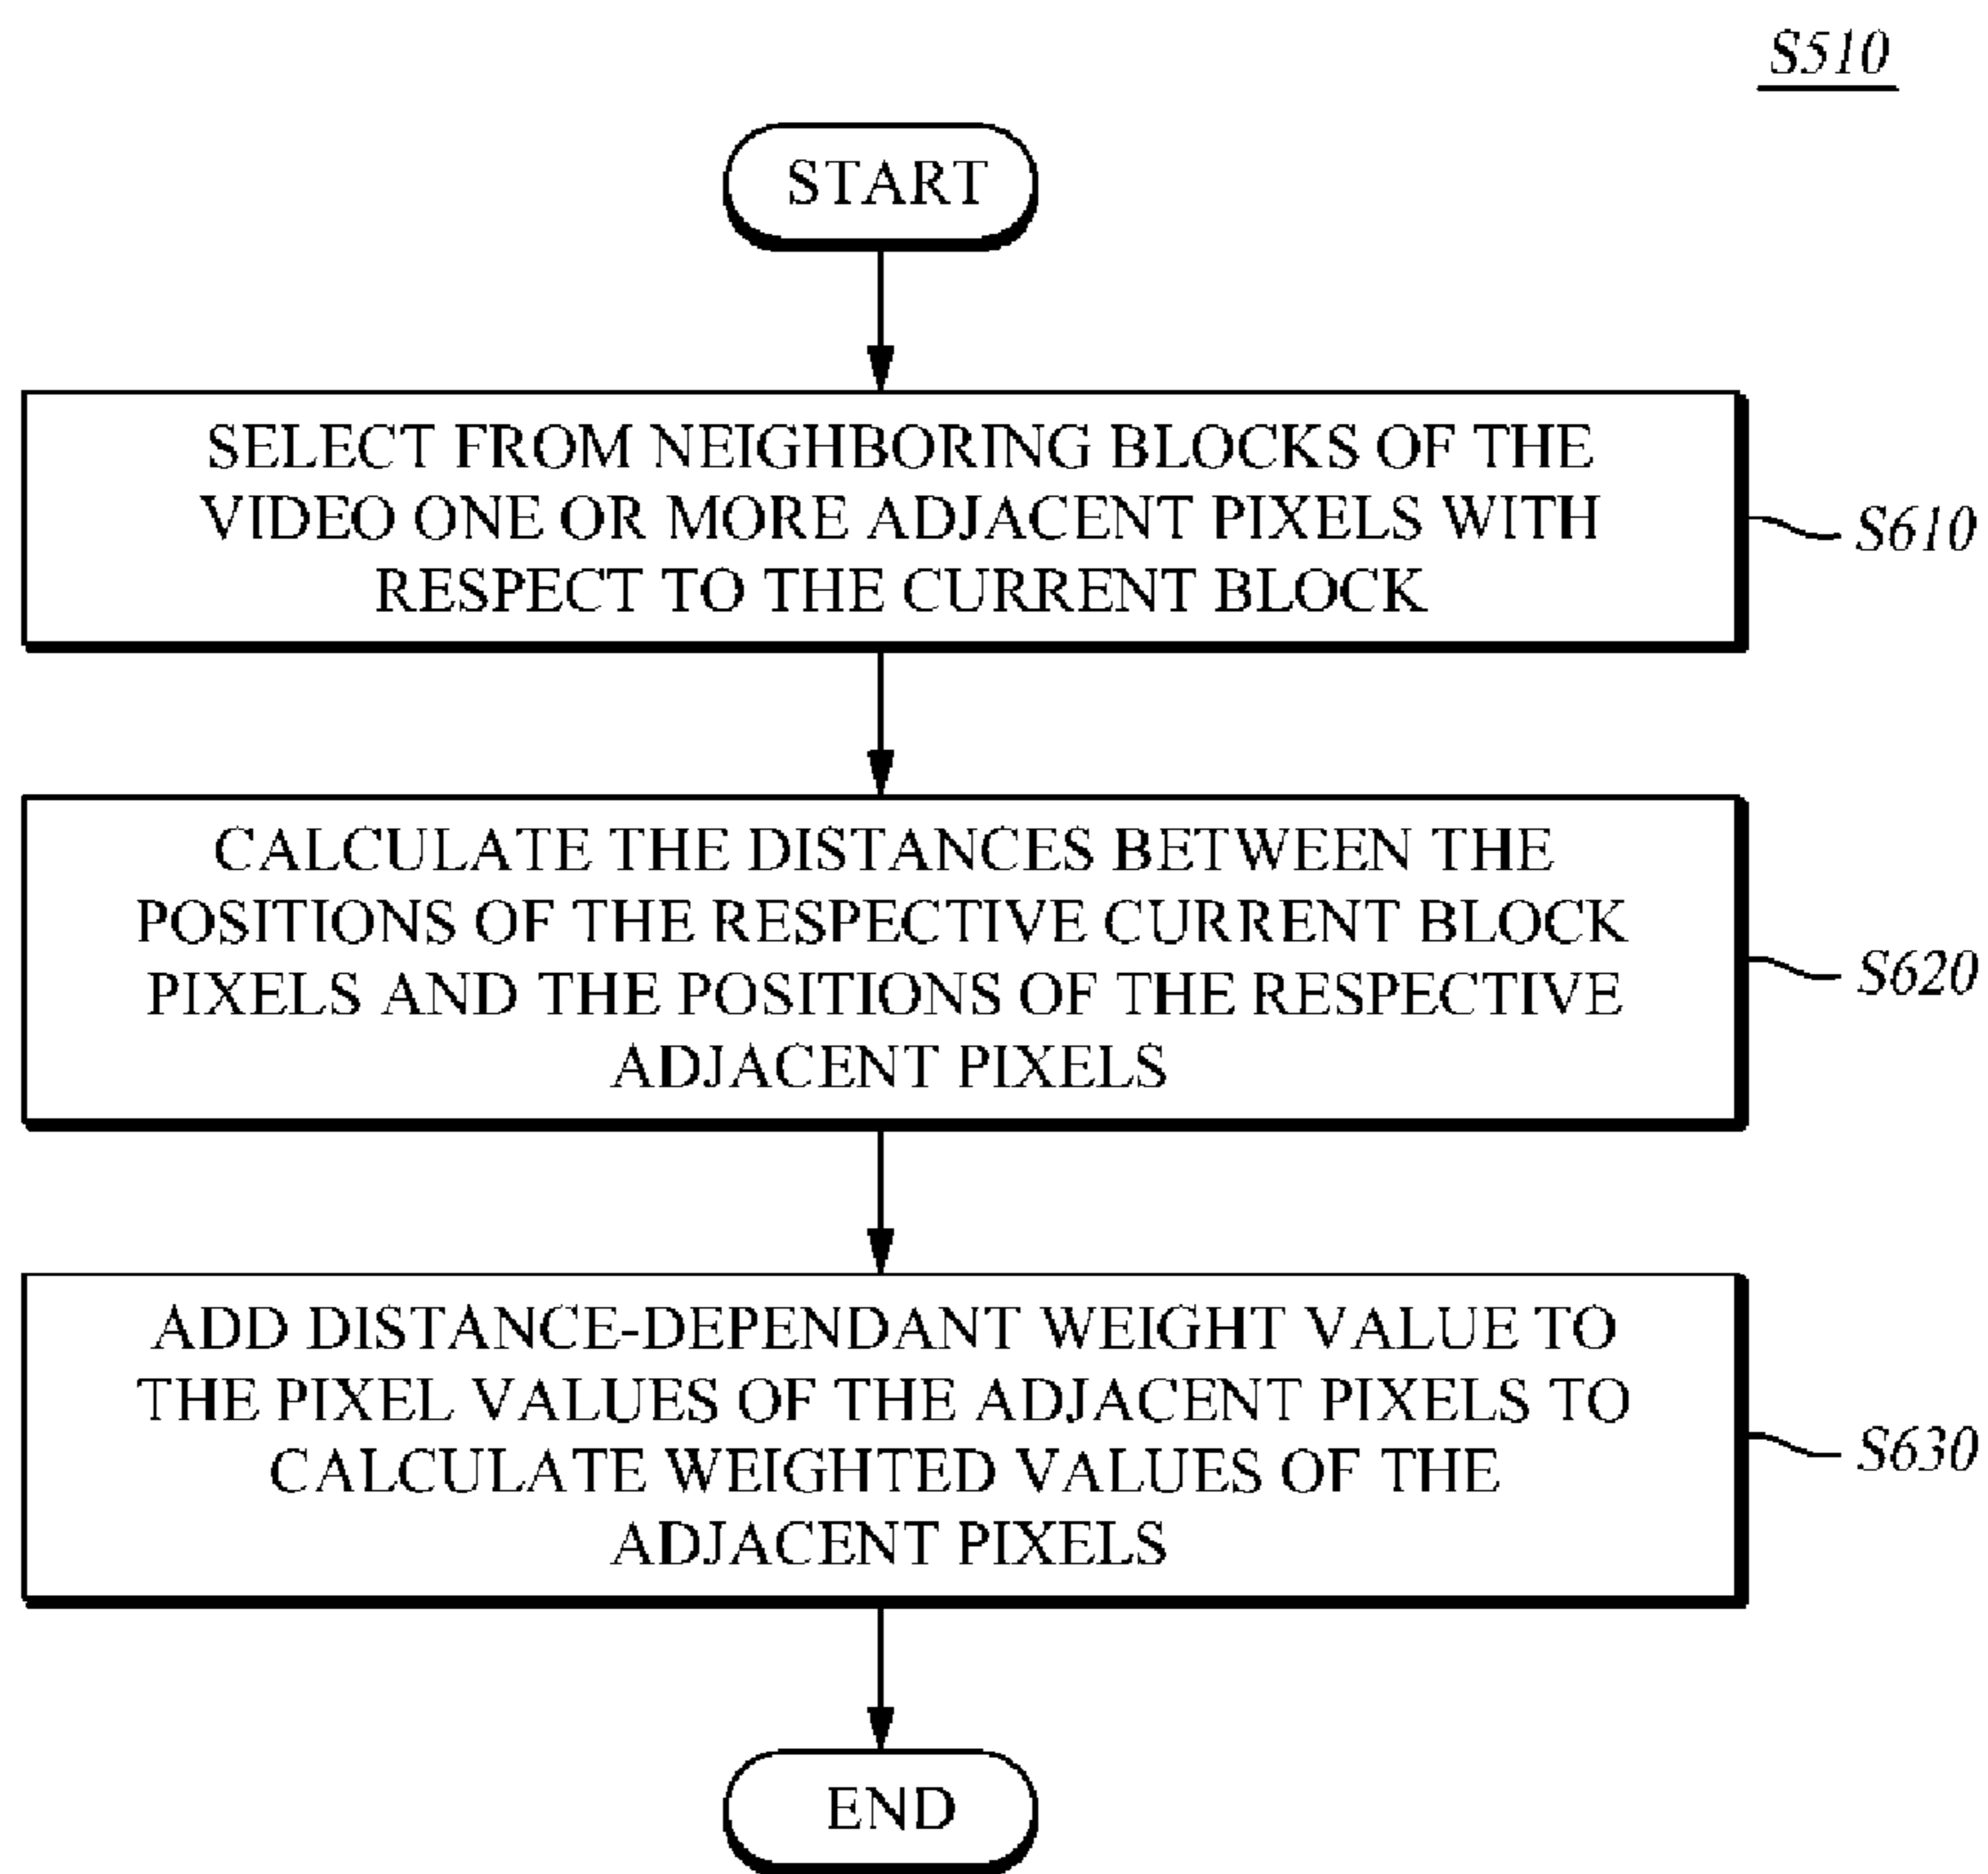 S510
START
SELECT FROM NEIGHBORING BLOCKS OF THE
VIDEO ONE OR MORE ADJACENT PIXELS WITH
RESPECT TO THE CURRENT BLOCK
S610
CALCULATE THE DISTANCES BETWEEN THE
POSITIONS OF THE RESPECTIVE CURRENT BLOCK
PIXELS AND THE POSITIONS OF THE RESPECTIVE
ADJACENT PIXELS
S620
ADD DISTANCE-DEPENDANT WEIGHT VALUE TO
THE PIXEL VALUES OF THE ADJACENT PIXELS TO
CALCULATE WEIGHTED VALUES OF THE
ADJACENT PIXELS
S630
END